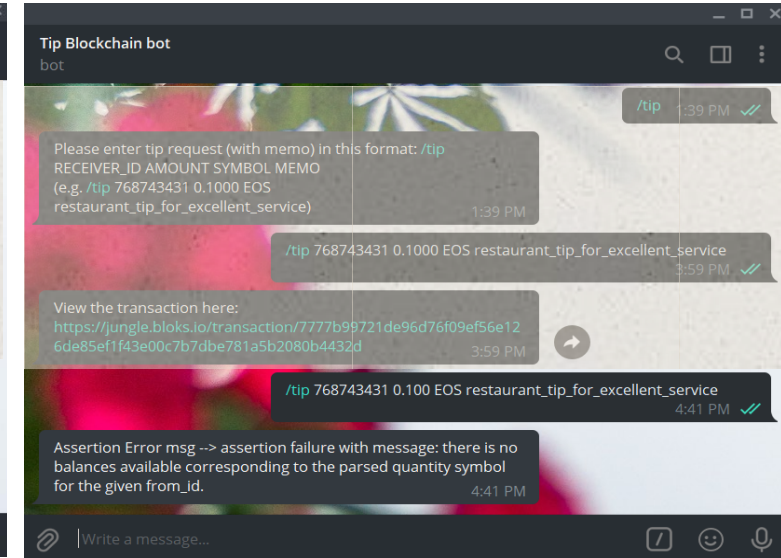 Tip Blockchain bot
bot
/tip 1:39 PM
Please enter tip request (with memo) in this format: /tip
RECEIVER_ID AMOUNT SYMBOL MEMO
(e.g. /tip 768743431 0.1000 EOS
restaurant_tip_for_excellent_service)
1:39 PM
/tip 768743431 0.1000 EOS restaurant_tip_for_excellent_service
3:59 PM
View the transaction here:
https://jungle.bloks.io/transaction/7777b99721de96d76f09ef56e12
6de85ef1f43e00c7b7dbe781a5b2080b4432d
3:59 PM
/tip 768743431 0.100 EOS restaurant_tip_for_excellent_service
4:41 PM
Assertion Error msg --> assertion failure with message: there is no
balances available corresponding to the parsed quantity symbol
for the given from_id.
4:41 PM
Write a message...